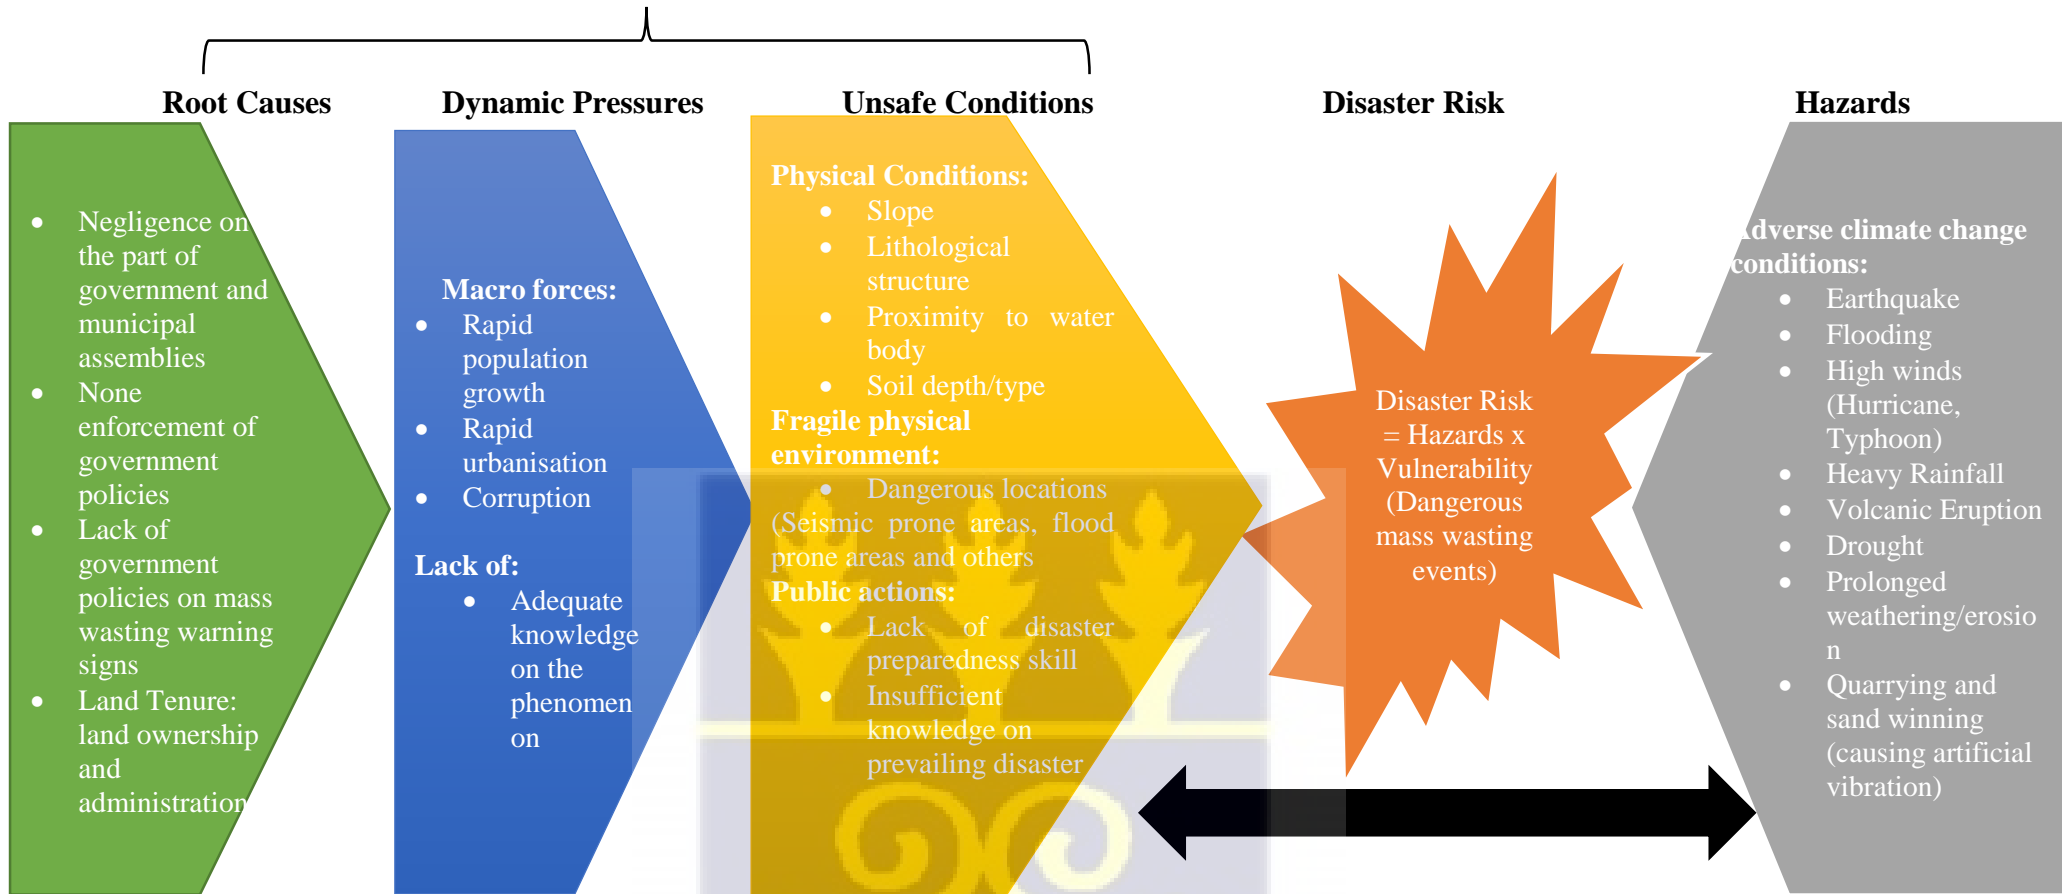 Root Causes
Dynamic Pressures
Unsafe Conditions
Disaster Risk
Hazards
• Negligence on
the part of
government and
municipal
assemblies
• None
enforcement of
government
policies
• Lack of
government
policies on mass
wasting warning
signs
• Land Tenure:
land ownership
and
administration
Macro forces:
• Rapid
population
growth
• Rapid
urbanisation
• Corruption
Lack of:
• Adequate
knowledge
on the
phenomen
on
Physical Conditions:
• Slope
• Lithological
structure
• Proximity to water
body
• Soil depth/type
Fragile physical
environment:
• Dangerous locations
(Seismic prone areas, flood
prone areas and others
Public actions:
• Lack of disaster
preparedness skill
• Insufficient
knowledge on
prevailing disaster
Disaster Risk
= Hazards x
Vulnerability
(Dangerous
mass wasting
events)
Adverse climate change
conditions:
• Earthquake
• Flooding
• High winds
(Hurricane,
Typhoon)
• Heavy Rainfall
• Volcanic Eruption
• Drought
• Prolonged
weathering/erosio
n
• Quarrying and
sand winning
(causing artificial
vibration)